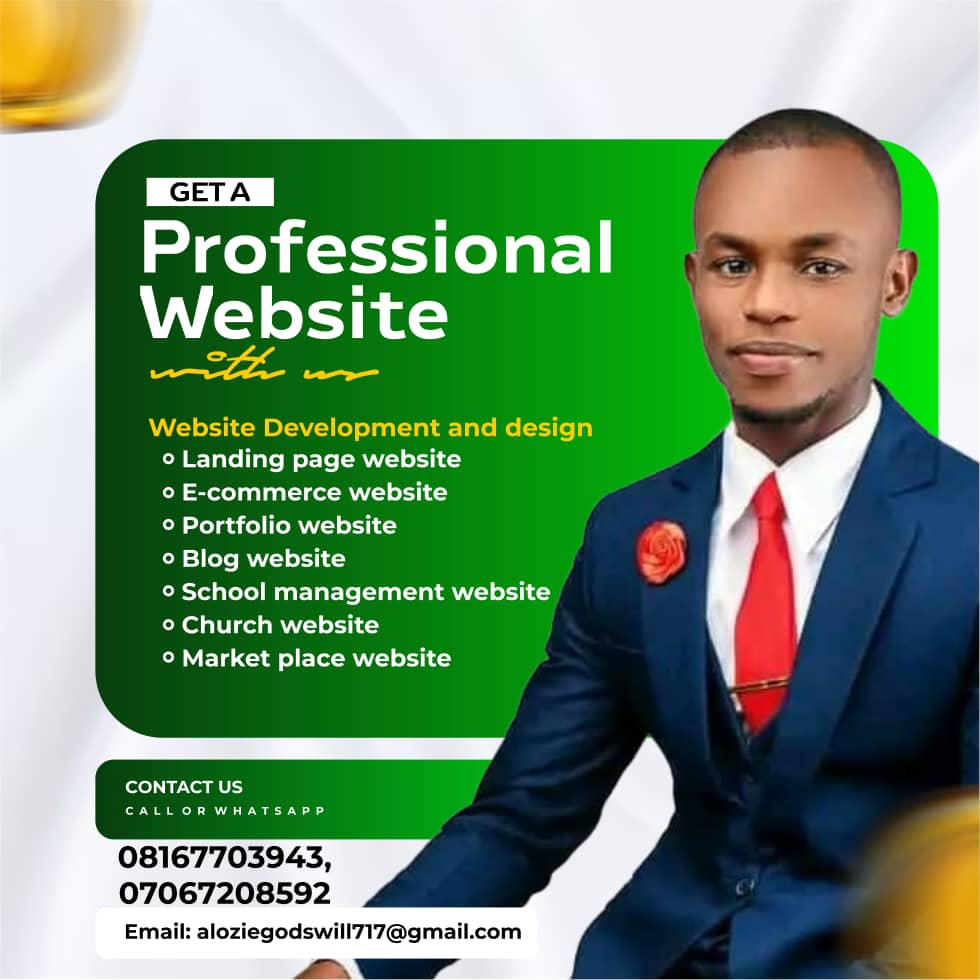 GET A
Professional
Website
with us
Website Development and design
Landing page website
E-commerce website
Portfolio website
Blog website
School management website
Church website
Market place website
CONTACT US
CALL OR WHATSAPP
08167703943,
07067208592
Email: aloziegodswill717@gmail.com